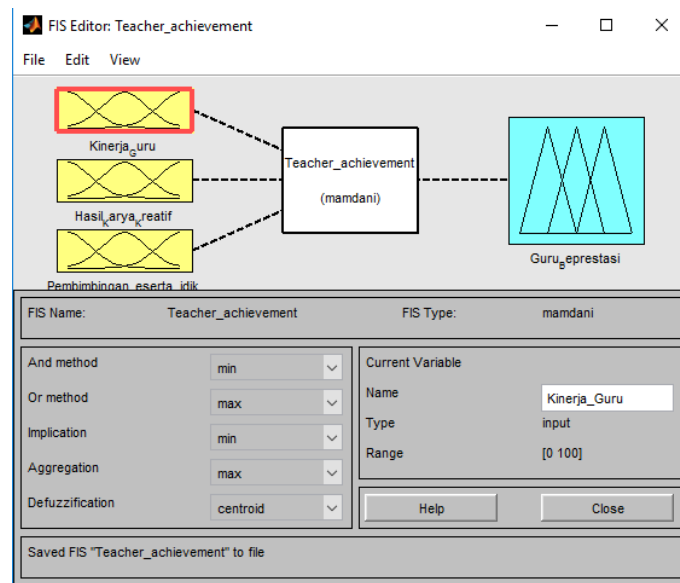 FIS Editor: Teacher_achievement
File Edit View
Kinerja_Guru
Hasil_Karya_Kreatif
Pembimbingan_eserta_idik
Teacher_achievement
(mamdani)
Guru_Beprestasi
FIS Name: Teacher_achievement FIS Type: mamdani
And method min
Or method max
Implication min
Aggregation max
Defuzzification centroid
Current Variable
Name Kinerja_Guru
Type input
Range [0 100]
Help Close
Saved FIS "Teacher_achievement" to file